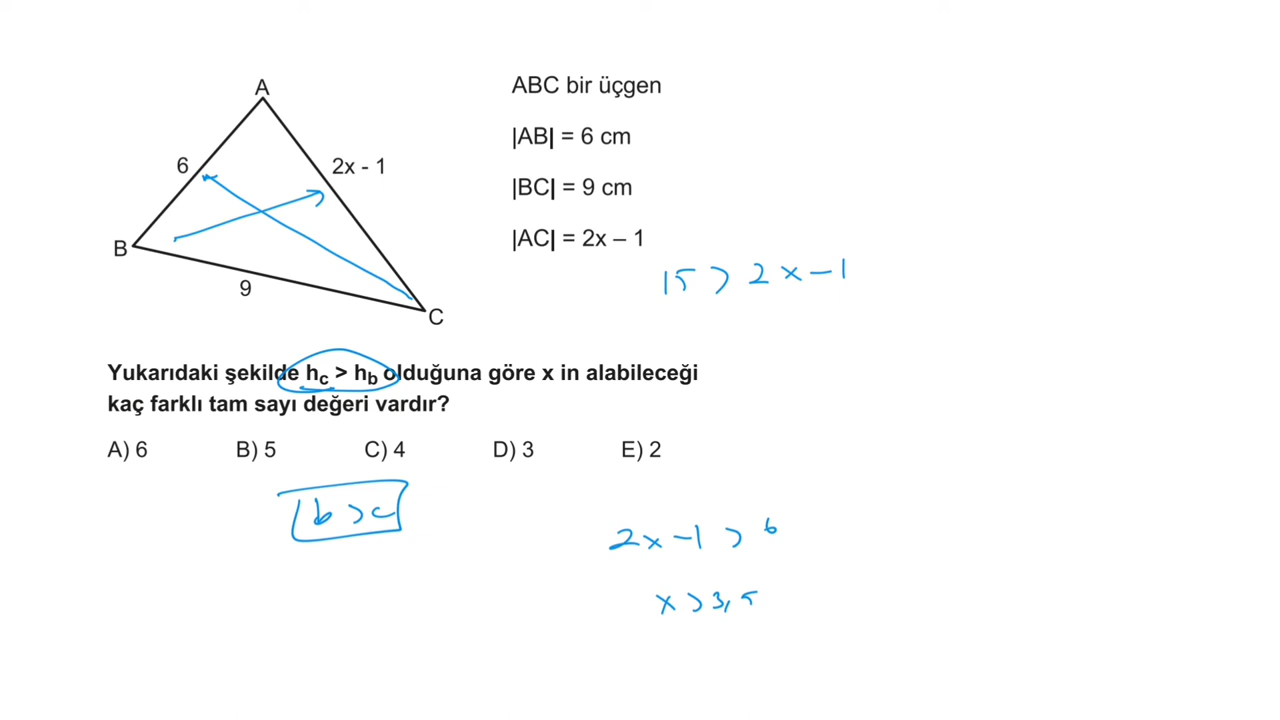 A
6
2x - 1
B
9
C
ABC bir üçgen
|AB| = 6 cm
|BC| = 9 cm
|AC| = 2x – 1
15 > 2x-1
Yukarıdaki şekilde hc > hb olduğuna göre x in alabileceği
kaç farklı tam sayı değeri vardır?
A) 6 B) 5 C) 4 D) 3 E) 2
b > c
2x -1 > 6
x > 3,5